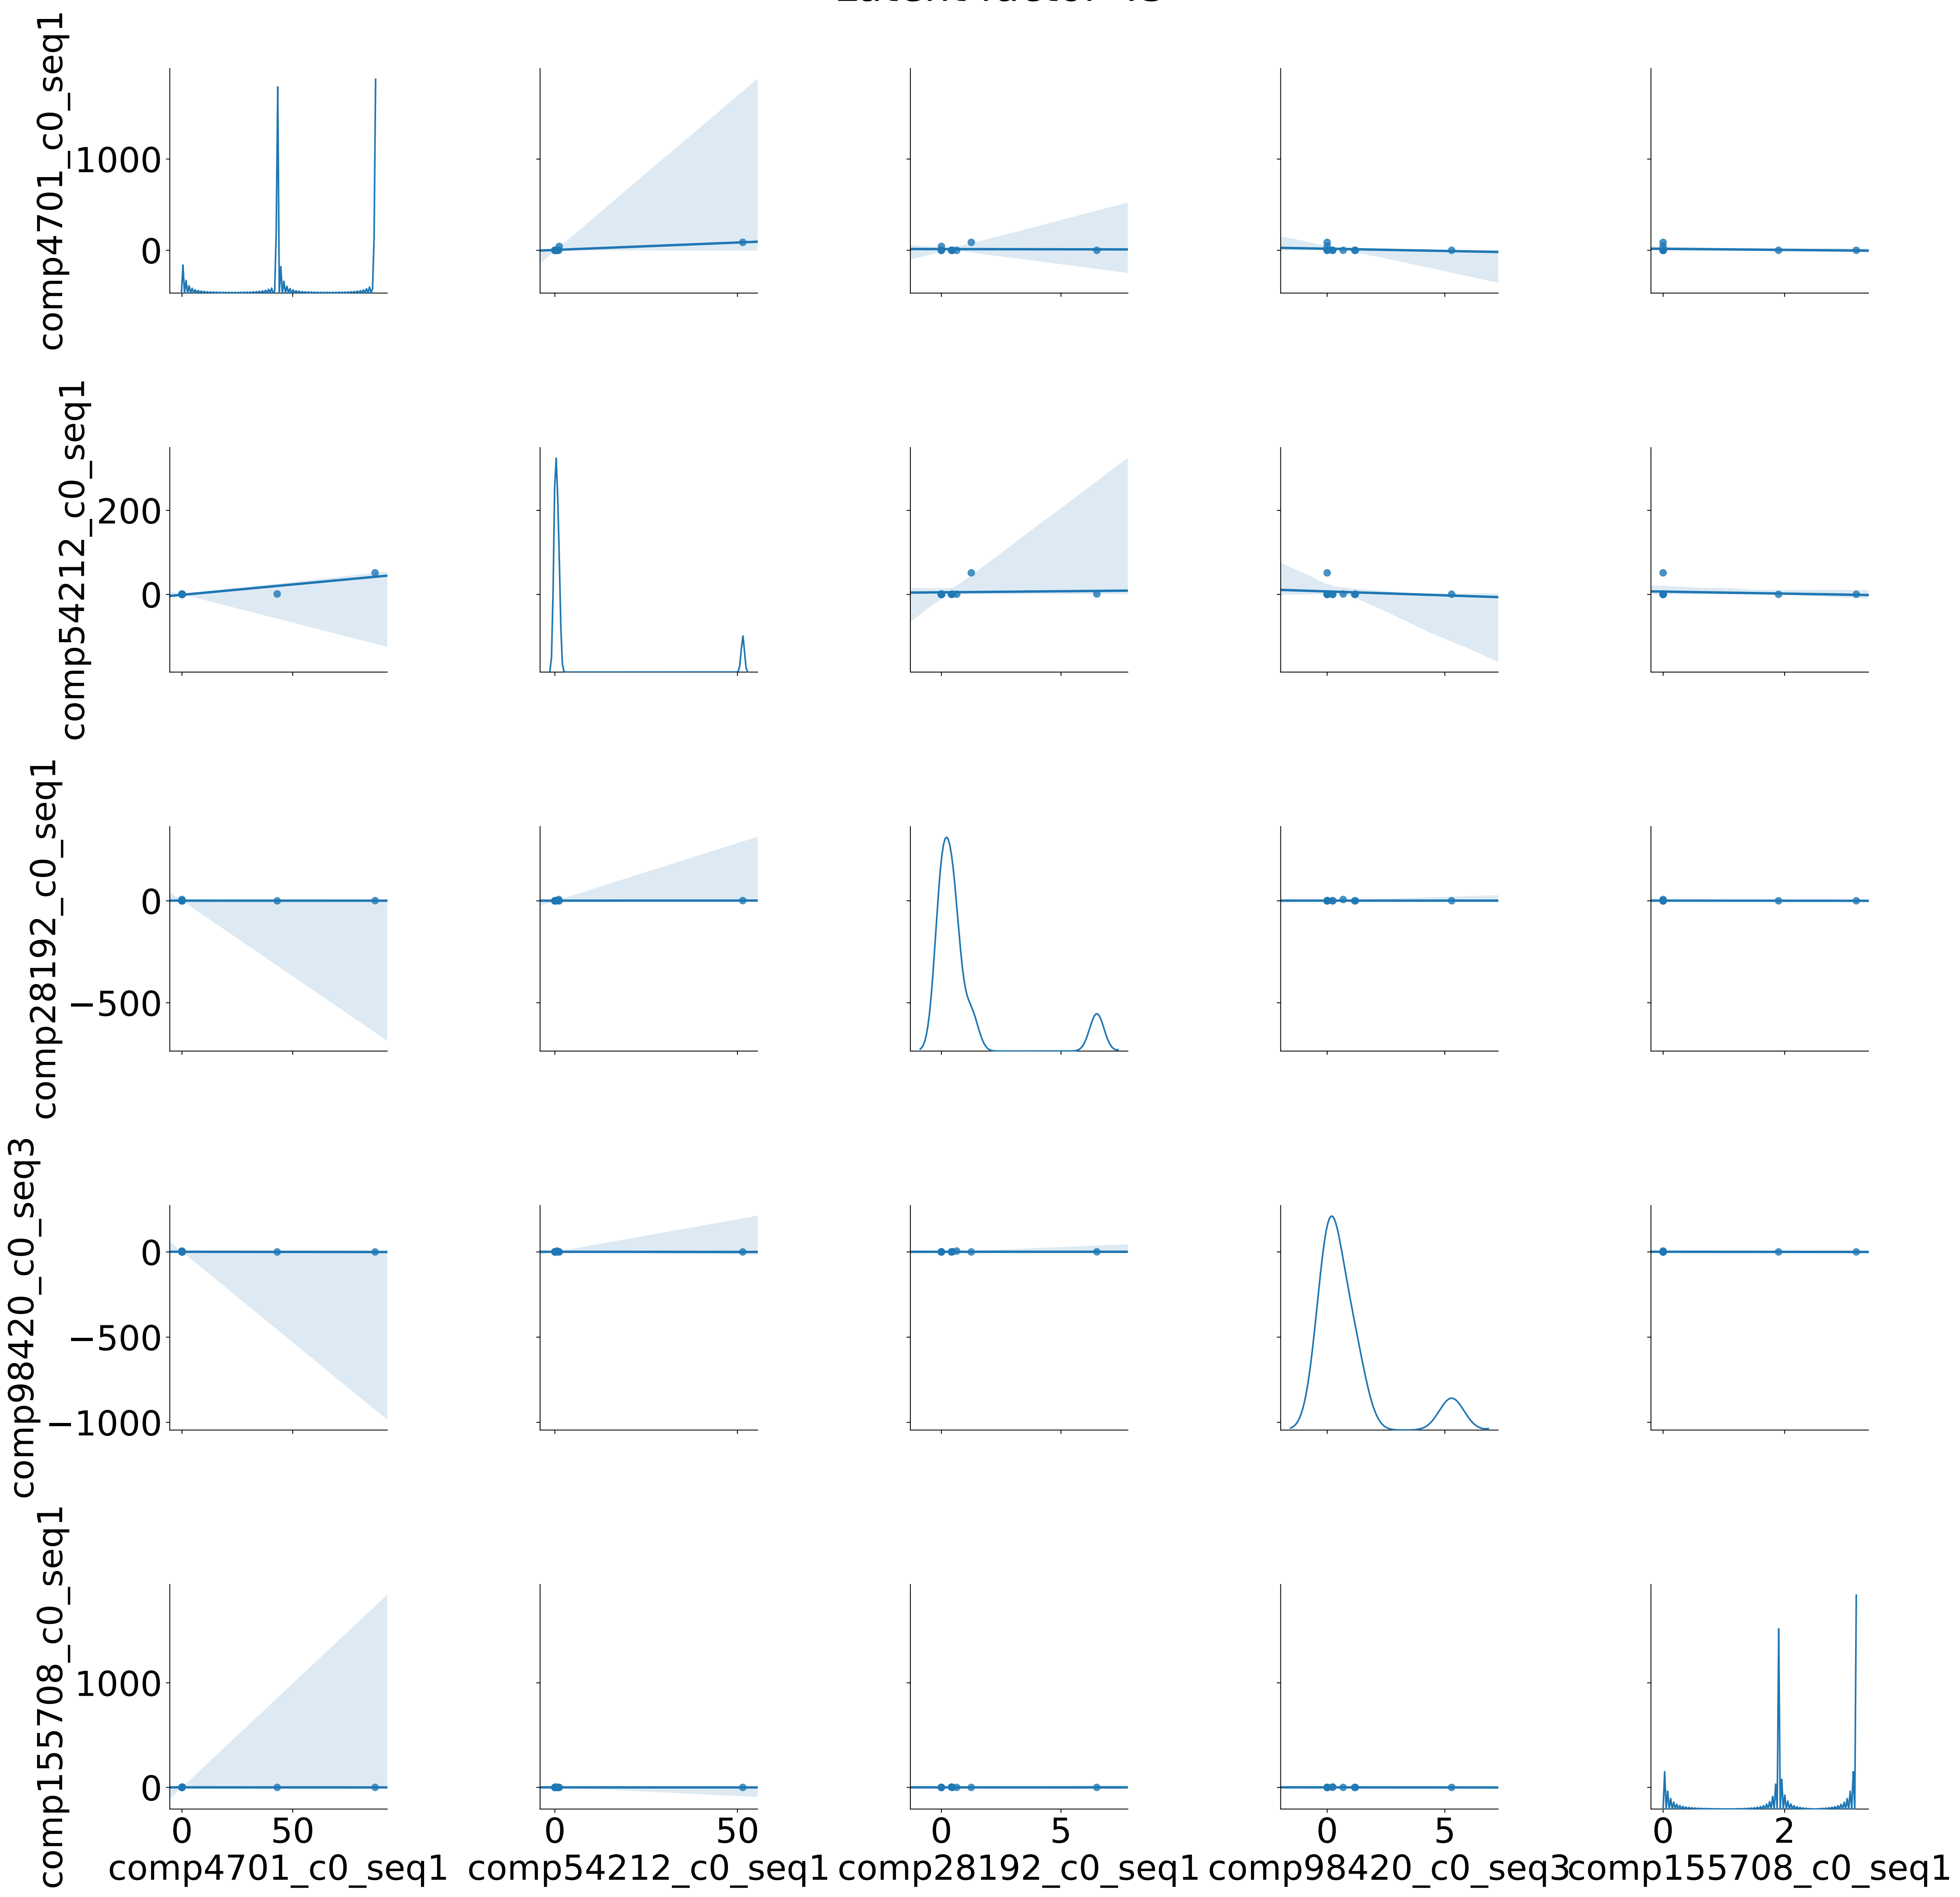 comp4701_c0_seq1
1000
0
comp54212_c0_seq1
200
0
comp28192_c0_seq1
0
−500
comp98420_c0_seq3
0
−500
−1000
comp155708_c0_seq1
1000
0
0 50 0 50 0 5 0 5 0 2
comp4701_c0_seq1 comp54212_c0_seq1 comp28192_c0_seq1 comp98420_c0_seq3 comp155708_c0_seq1